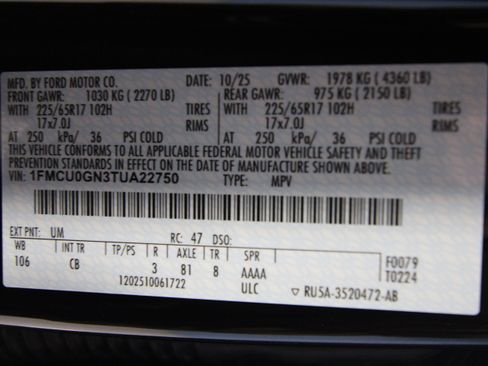 MFD. BY FORD MOTOR CO. DATE: 10/25 GVWR: 1978 KG ( 4360 LB)
FRONT GAWR: 1030 KG ( 2270 LB) REAR GAWR: 975 KG ( 2150 LB)
WITH 225/65R17 102H TIRES WITH 225/65R17 102H TIRES
17x7.0J RIMS 17x7.0J RIMS
AT 250 kPa/ 36 PSI COLD AT 250 kPa/ 36 PSI COLD
THIS VEHICLE CONFORMS TO ALL APPLICABLE FEDERAL MOTOR VEHICLE SAFETY AND THEFT
PREVENTION STANDARDS IN EFFECT ON THE DATE OF MANUFACTURE SHOWN ABOVE.
VIN: 1FMCU0GN3TUA22750 TYPE: MPV
EXT PNT: UM RC: 47 DSO:
WB INT TR TP/PS R AXLE TR SPR F0079
106 CB 3 81 8 AAAA T0224
1202510061722 ULC ▽ RU5A-3520472-AB